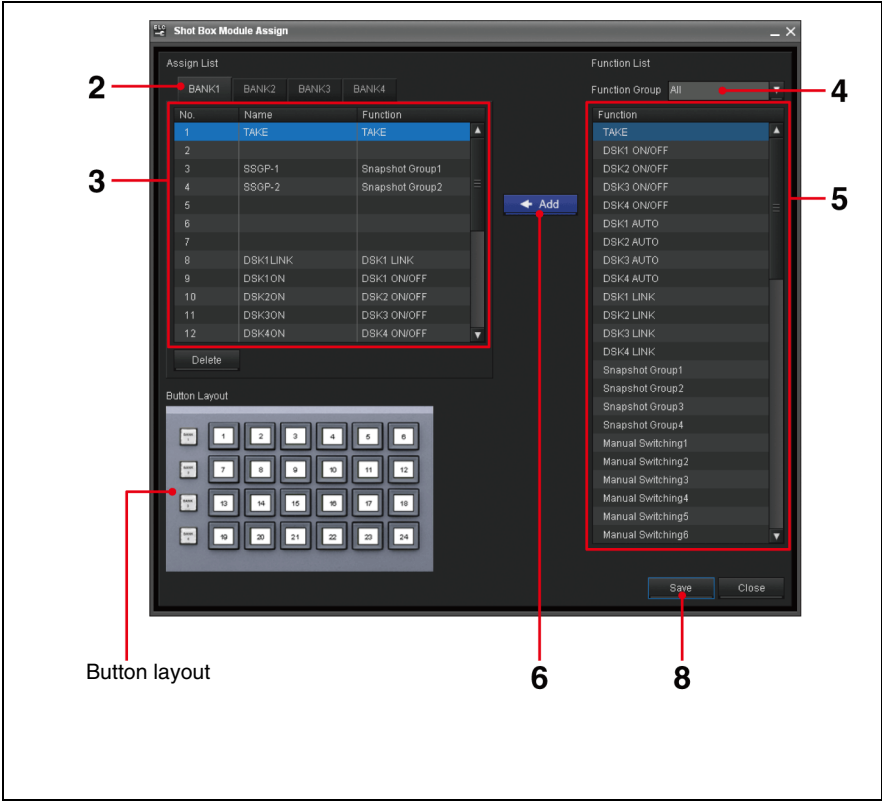 ELC
Shot Box Module Assign
Assign List
Function List
2
BANK1 BANK2 BANK3 BANK4
Function Group All
4
No. Name Function
Function
1 TAKE TAKE
TAKE
2
DSK1 ON/OFF
3 SSGP-1 Snapshot Group1
DSK2 ON/OFF
3
4 SSGP-2 Snapshot Group2
DSK3 ON/OFF
5
Add
DSK4 ON/OFF
5
6
DSK1 AUTO
7
DSK2 AUTO
8 DSK1LINK DSK1 LINK
DSK3 AUTO
9 DSK1ON DSK1 ON/OFF
DSK4 AUTO
10 DSK2ON DSK2 ON/OFF
DSK1 LINK
11 DSK3ON DSK3 ON/OFF
DSK2 LINK
12 DSK4ON DSK4 ON/OFF
DSK3 LINK
Delete
DSK4 LINK
Snapshot Group1
Snapshot Group2
Button Layout
Snapshot Group3
Snapshot Group4
Manual Switching1
Manual Switching2
Manual Switching3
Manual Switching4
Manual Switching5
Manual Switching6
1 2 3 4 5 6
7 8 9 10 11 12
13 14 15 16 17 18
19 20 21 22 23 24
Save Close
Button layout
6
8